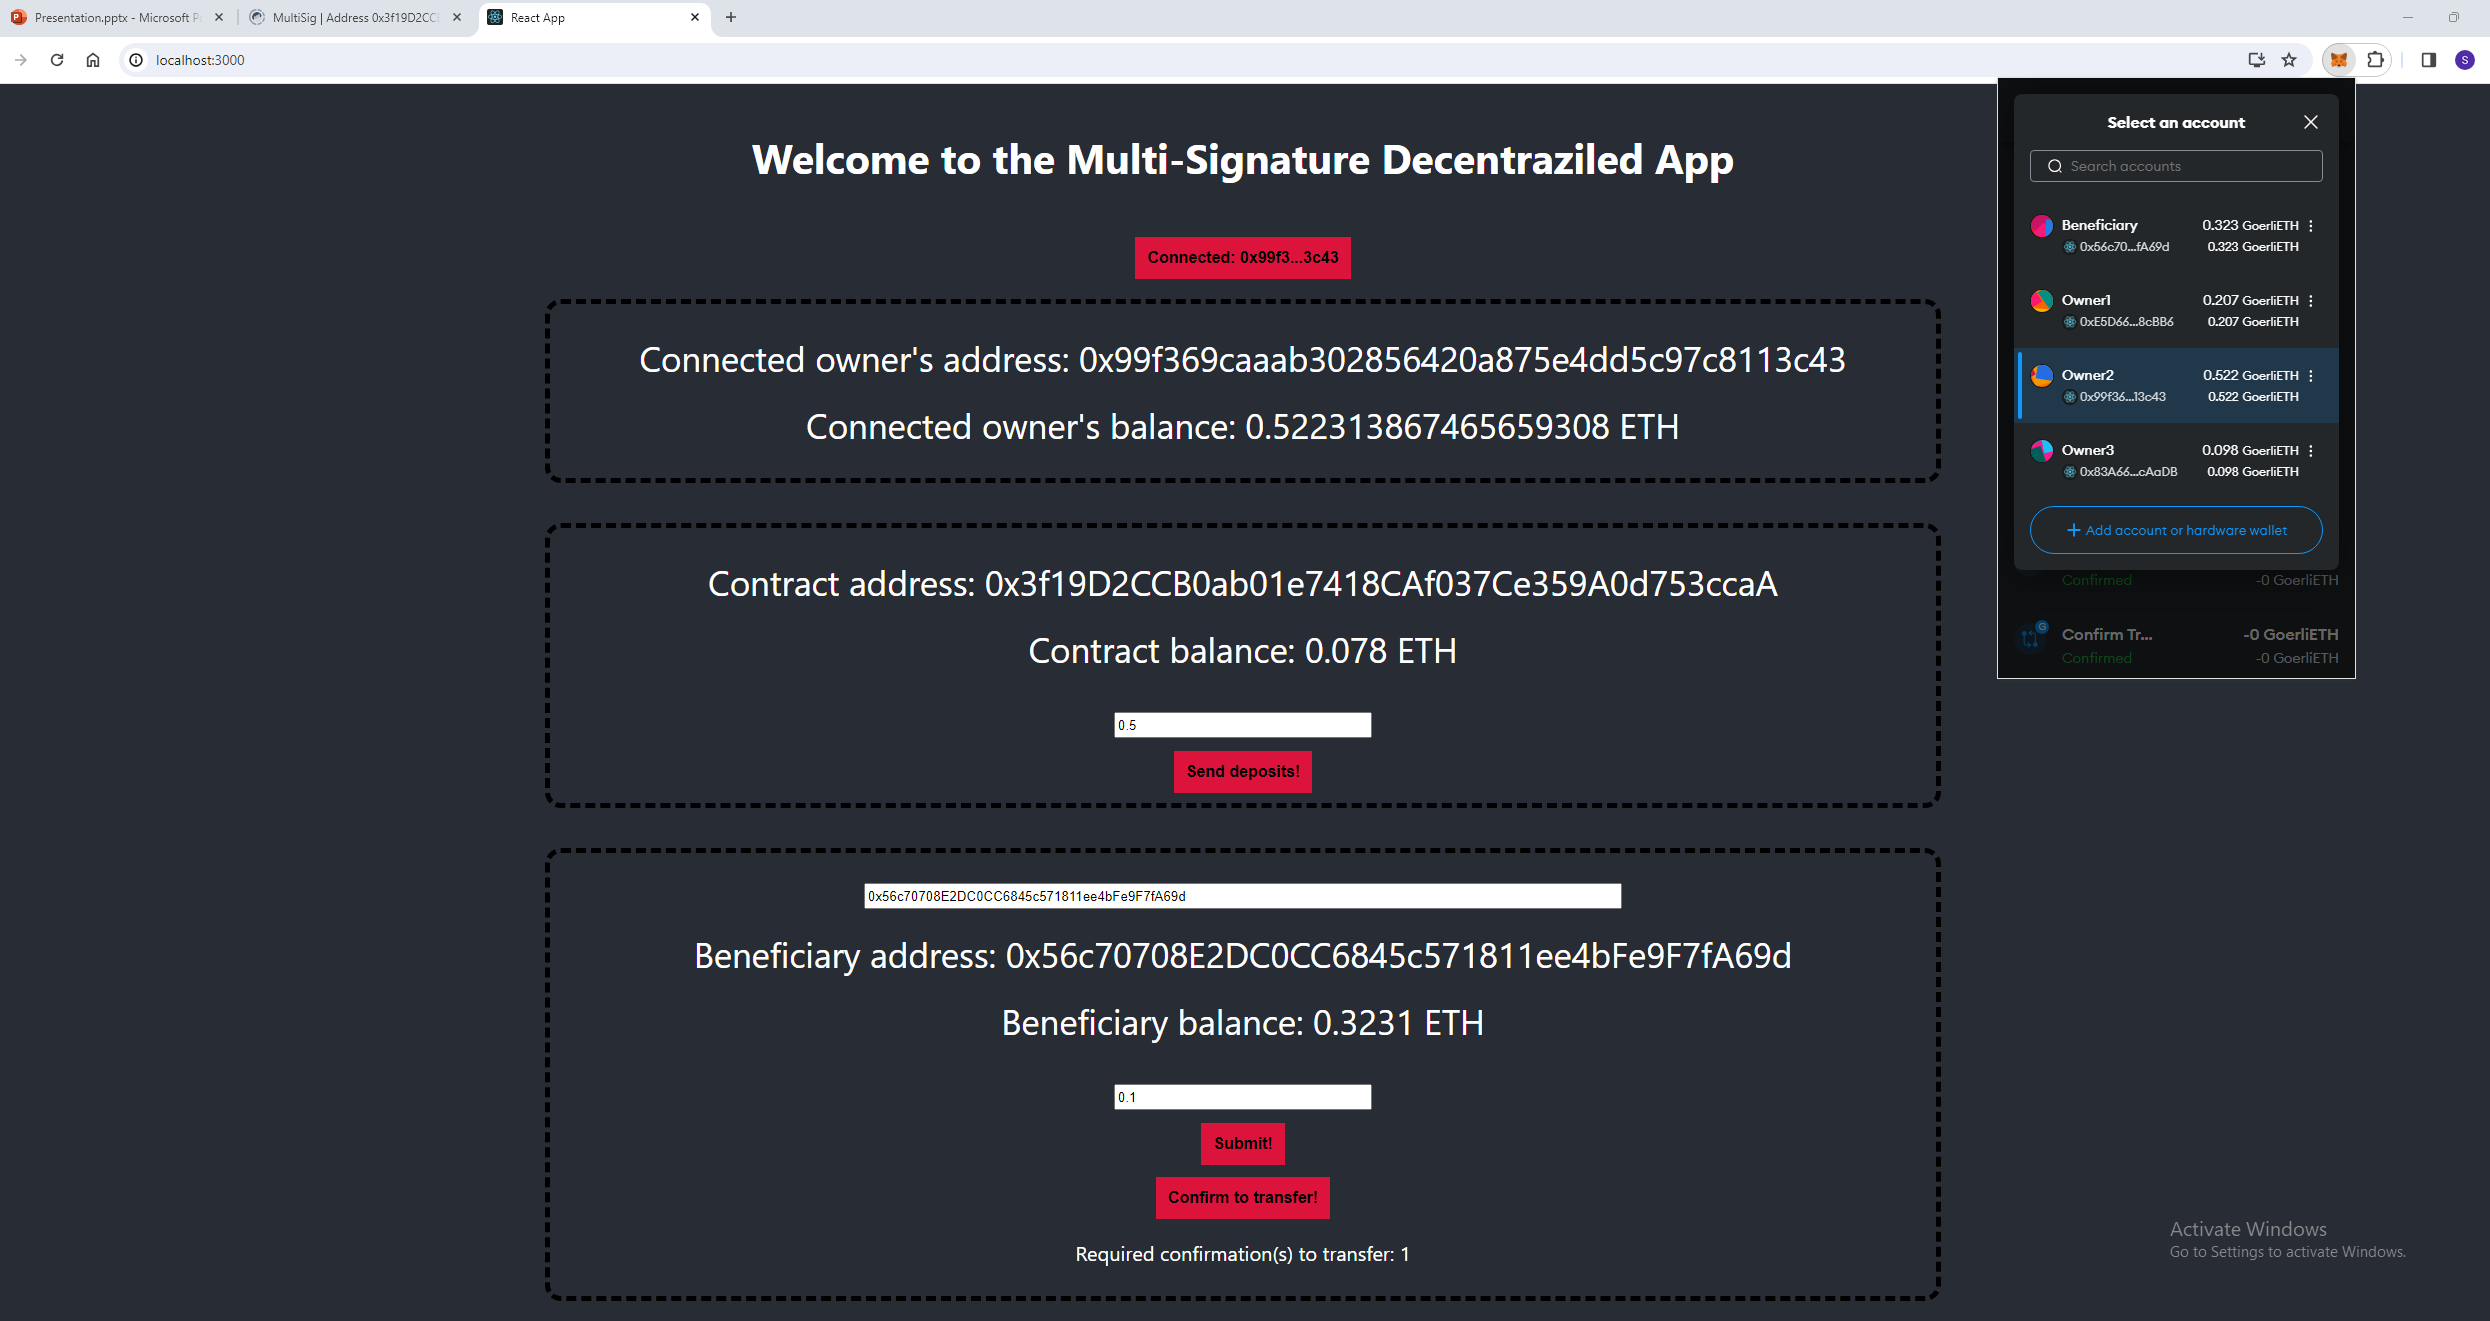 Presentation.pptx - Microsoft P
MultiSig | Address 0x3f19D2CC
React App
localhost:3000
S
Welcome to the Multi-Signature Decentraziled App
Connected: 0x99f3...3c43
Connected owner's address: 0x99f369caaab302856420a875e4dd5c97c8113c43
Connected owner's balance: 0.522313867465659308 ETH
Contract address: 0x3f19D2CCB0ab01e7418CAf037Ce359A0d753ccaA
Contract balance: 0.078 ETH
0.5
Send deposits!
0x56c70708E2DC0CC6845c571811ee4bFe9F7fA69d
Beneficiary address: 0x56c70708E2DC0CC6845c571811ee4bFe9F7fA69d
Beneficiary balance: 0.3231 ETH
0.1
Submit!
Confirm to transfer!
Required confirmation(s) to transfer: 1
Select an account
Search accounts
Beneficiary 0.323 GoerliETH
0x56c70...fA69d 0.323 GoerliETH
Owner1 0.207 GoerliETH
0xE5D66...8cBB6 0.207 GoerliETH
Owner2 0.522 GoerliETH
0x99f36...13c43 0.522 GoerliETH
Owner3 0.098 GoerliETH
0x83A66...cAaDB 0.098 GoerliETH
+ Add account or hardware wallet
Confirmed -0 GoerliETH
G
Confirm Tr... -0 GoerliETH
Confirmed -0 GoerliETH
Activate Windows
Go to Settings to activate Windows.